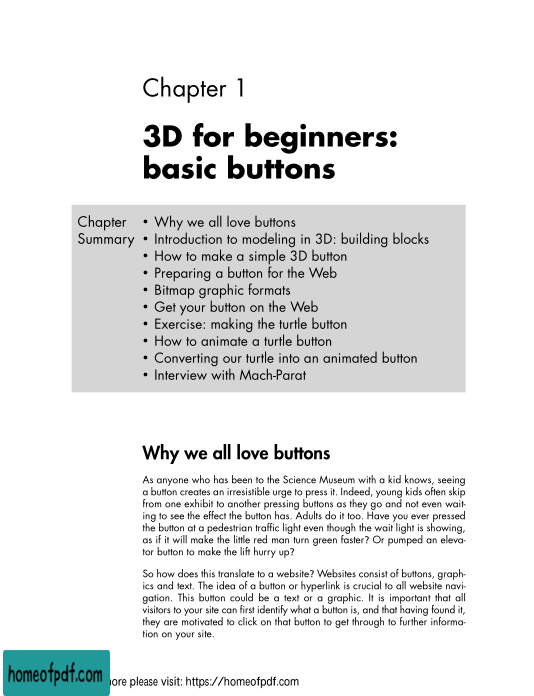 Chapter 1
3D for beginners:
basic buttons
Chapter
Summary
• Why we all love buttons
• Introduction to modeling in 3D: building blocks
• How to make a simple 3D button
• Preparing a button for the Web
• Bitmap graphic formats
• Get your button on the Web
• Exercise: making the turtle button
• How to animate a turtle button
• Converting our turtle into an animated button
• Interview with Mach-Parat
Why we all love buttons
As anyone who has been to the Science Museum with a kid knows, seeing
a button creates an irresistible urge to press it. Indeed, young kids often skip
from one exhibit to another pressing buttons as they go and not even wait-
ing to see the effect the button has. Adults do it too. Have you ever pressed
the button at a pedestrian traffic light even though the wait light is showing,
as if it will make the little red man turn green faster? Or pumped an eleva-
tor button to make the lift hurry up?
So how does this translate to a website? Websites consist of buttons, graph-
ics and text. The idea of a button or hyperlink is crucial to all website navi-
gation. This button could be a text or a graphic. It is important that all
visitors to your site can first identify what a button is, and that having found it,
they are motivated to click on that button to get through to further informa-
tion on your site.
homeofpdf.com
ore please visit: https://homeofpdf.com